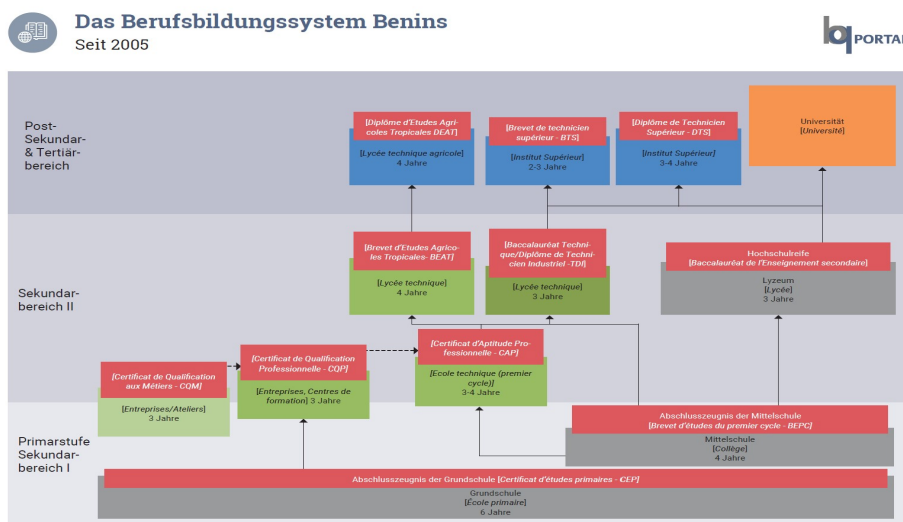 Das Berufsbildungssystem Benins
Seit 2005
bq PORTAL
Post-
Sekundar-
& Tertiär-
bereich
[Diplôme d'Etudes Agri-
coles Tropicales DEAT]
[Lycée technique agricole]
4 Jahre
[Brevet de technicien
supérieur - BTS]
[Institut Supérieur]
2-3 Jahre
[Diplôme de Technicien
Supérieur - DTS]
[Institut Supérieur]
3-4 Jahre
Universität
[Université]
Sekundar-
bereich II
[Brevet d'Etudes Agrico-
les Tropicales- BEAT]
[Lycée technique]
4 Jahre
[Baccalauréat Techni-
que/Diplôme de Techni-
cien Industriel -TDI]
[Lycée technique]
3 Jahre
Hochschulreife
[Baccalauréat de l'Enseignement secondaire]
Lyzeum
[Lycée]
3 Jahre
[Certificat de Qualification
aux Métiers - CQM]
[Entreprises/Ateliers]
3 Jahre
[Certificat de Qualification
Professionnelle - CQP]
[Entreprises, Centres de
formation] 3 Jahre
[Certificat d'Aptitude Pro-
fessionnelle - CAP]
[Ecole technique (premier
cycle)]
3-4 Jahre
Primarstufe
Sekundar-
bereich I
Abschlusszeugnis der Mittelschule
[Brevet d'études du premier cycle - BEPC]
Mittelschule
[Collège]
4 Jahre
Abschlusszeugnis der Grundschule [Certificat d'études primaires - CEP]
Grundschule
[École primaire]
6 Jahre